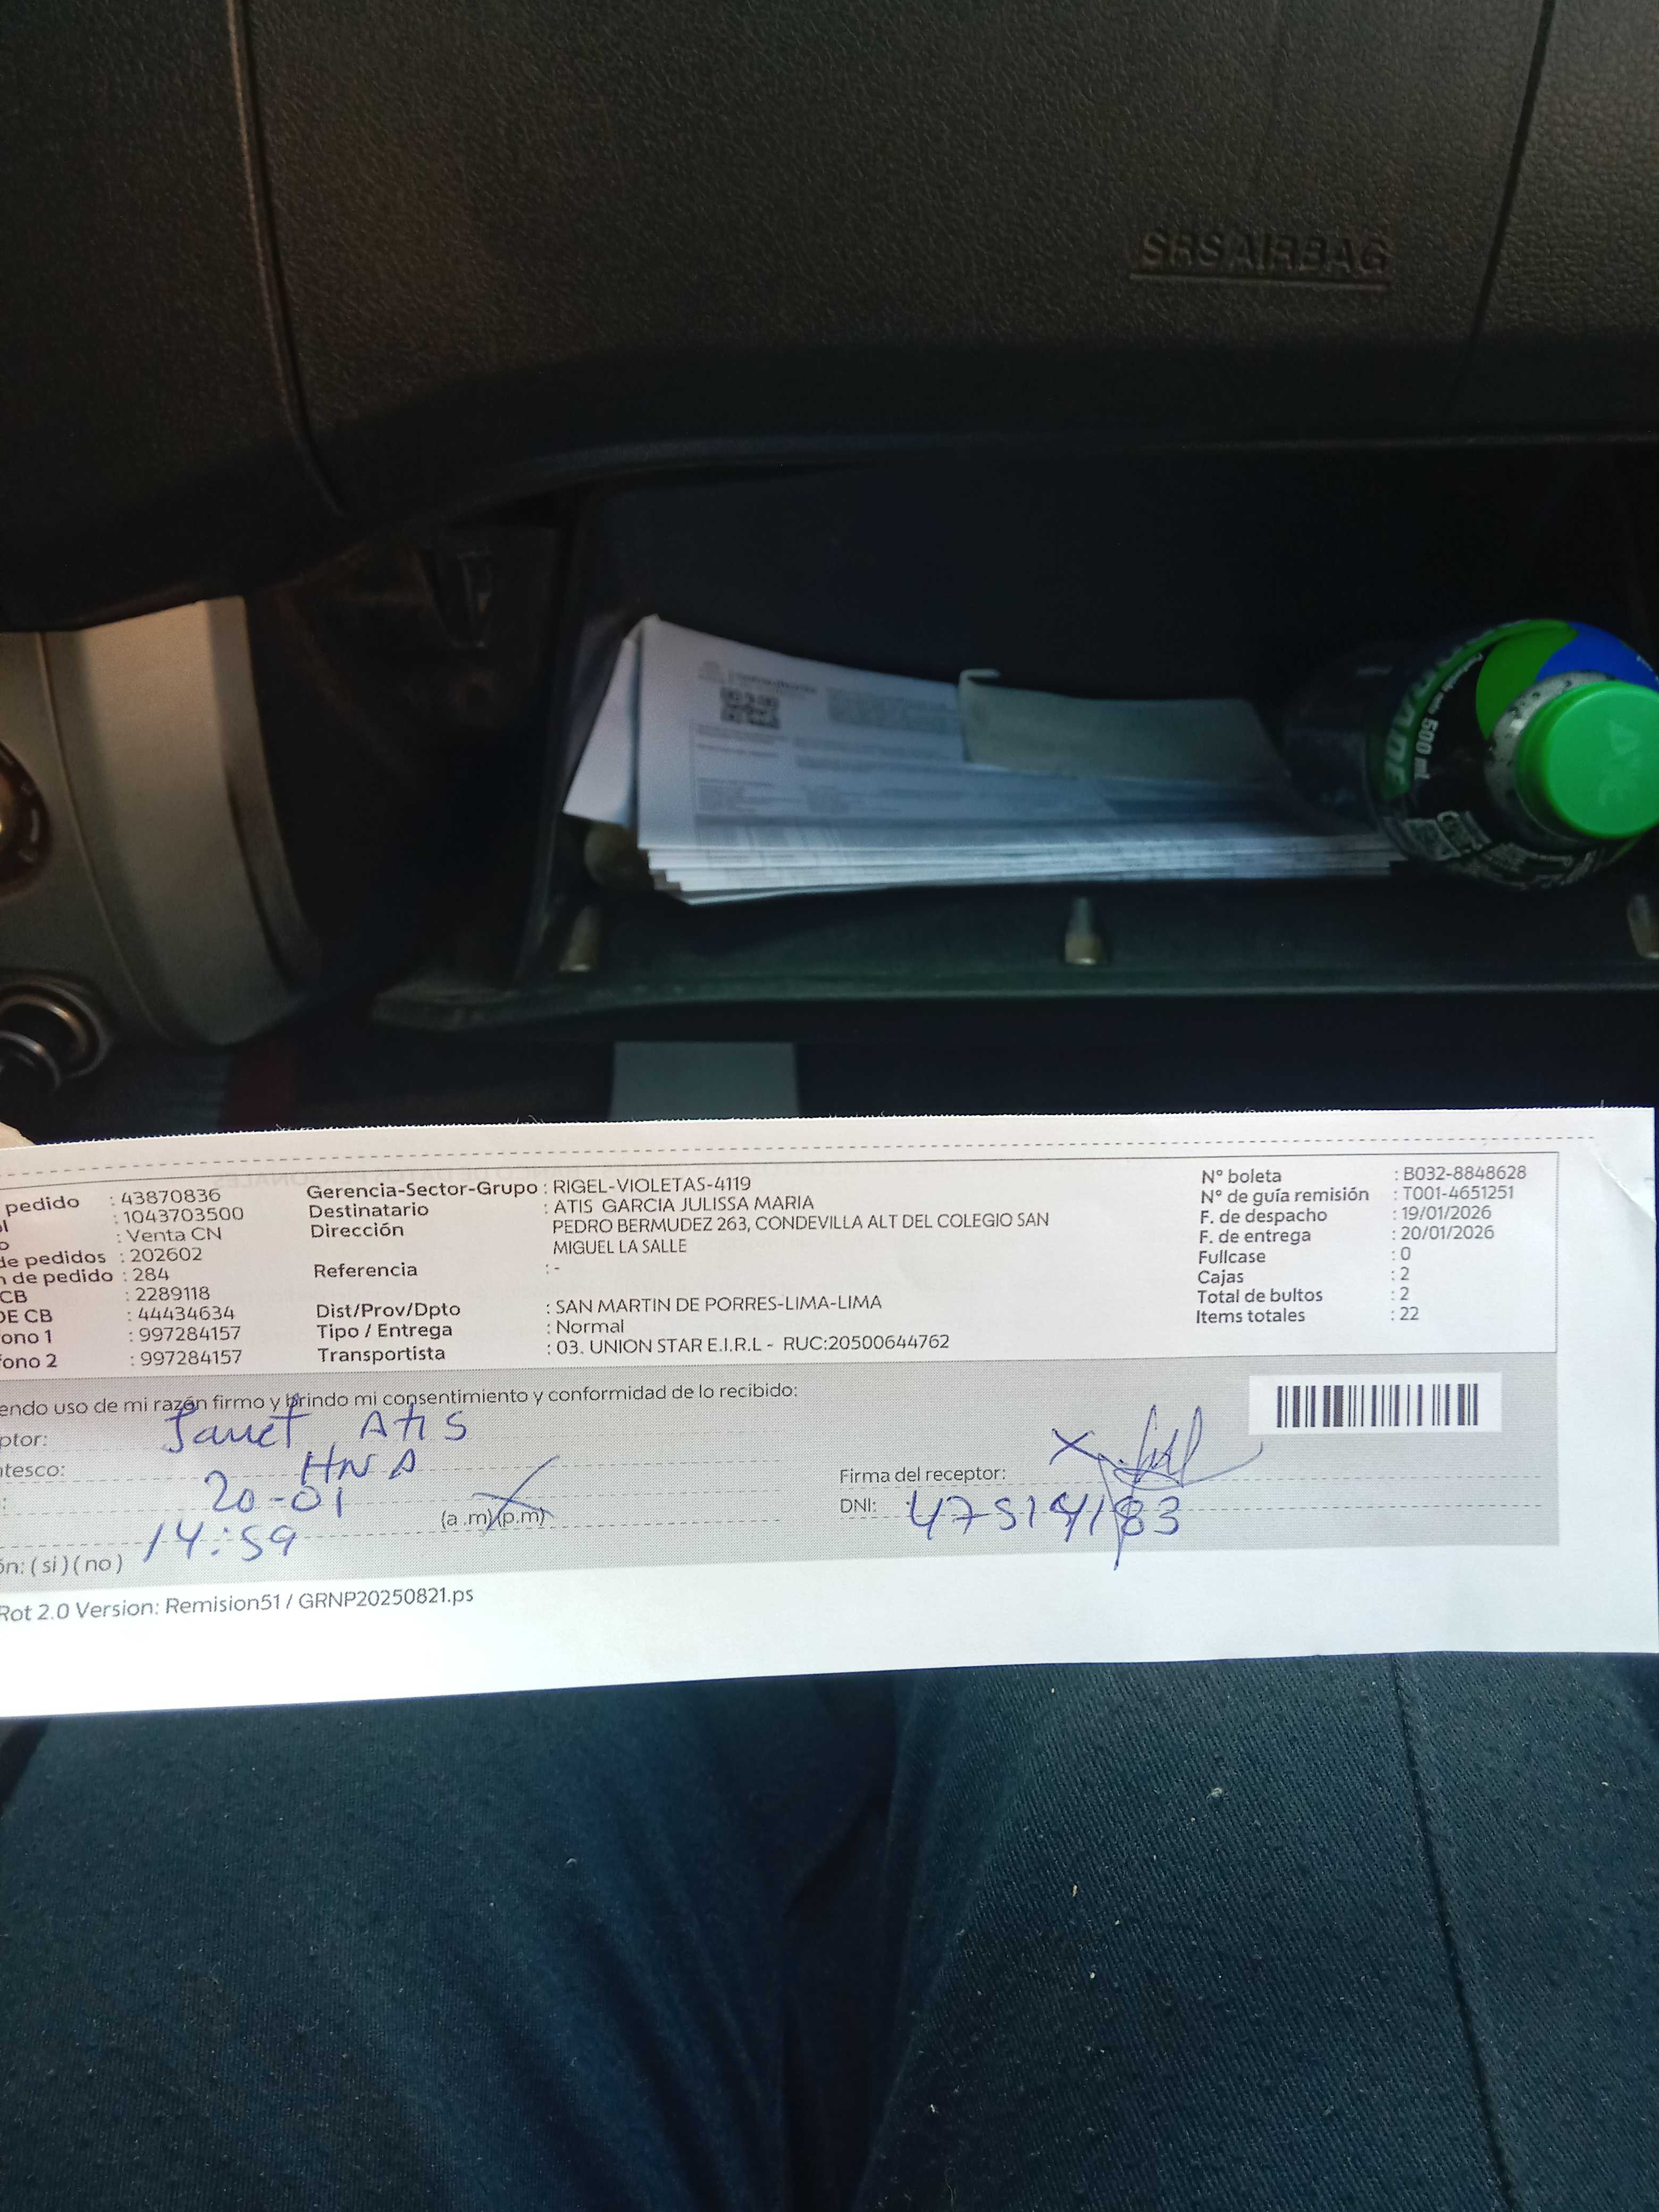 SRS AIRBAG
500 mL
pedido : 43870836
: 1043703500
: Venta CN
de pedidos : 202602
de pedido : 284
CB : 2289118
DE CB : 44434634
ono 1 : 997284157
fono 2 : 997284157
Gerencia-Sector-Grupo : RIGEL-VIOLETAS-4119
Destinatario : ATIS GARCIA JULISSA MARIA
Dirección PEDRO BERMUDEZ 263, CONDEVILLA ALT DEL COLEGIO SAN
MIGUEL LA SALLE
Referencia : -
Dist/Prov/Dpto : SAN MARTIN DE PORRES-LIMA-LIMA
Tipo / Entrega : Normal
Transportista : 03. UNION STAR E.I.R.L - RUC:20500644762
N° boleta : B032-8848628
N° de guía remisión : T001-4651251
F. de despacho : 19/01/2026
F. de entrega : 20/01/2026
Fullcase : 0
Cajas : 2
Total de bultos : 2
Items totales : 22
endo uso de mi razón firmo y brindo mi consentimiento y conformidad de lo recibido:
ptor: Janet Atis
tesco: HNA
: 20-01
14:59 (a .m) (p.m)
ón: ( si ) ( no )
Firma del receptor: X
DNI:
Rot 2.0 Version: Remision51 / GRNP20250821.ps